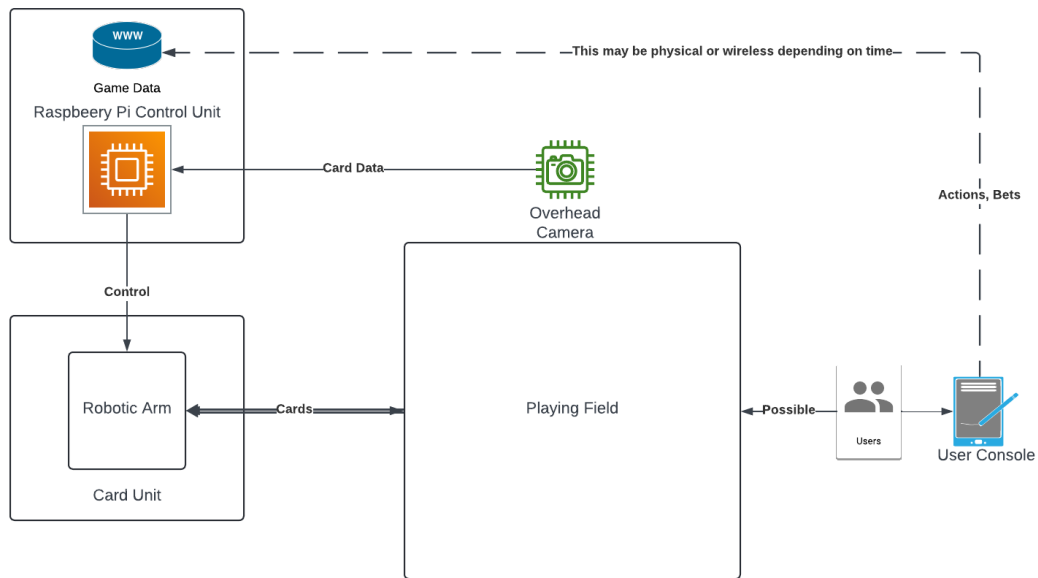 WWW
This may be physical or wireless depending on time
Game Data
Raspbeery Pi Control Unit
Card Data
Actions, Bets
Overhead
Camera
Control
Robotic Arm
Cards
Playing Field
Possible
Users
User Console
Card Unit